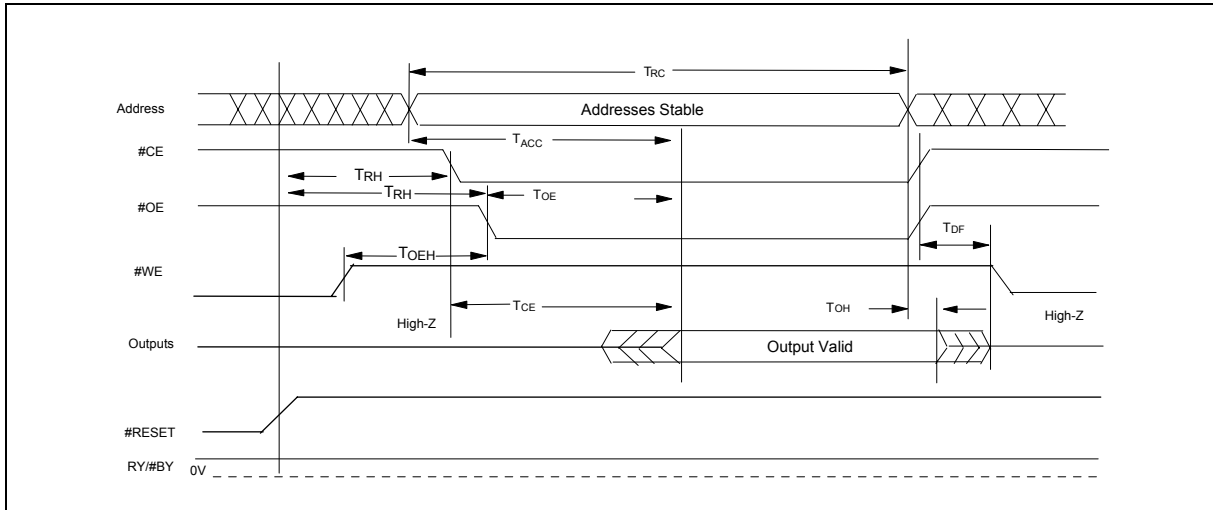 TRC
Address
Addresses Stable
TACC
#CE
TRH
TRH
TOE
#OE
TDF
TOEH
#WE
TCE
TOH
High-Z
High-Z
Outputs
Output Valid
#RESET
RY/#BY
0V